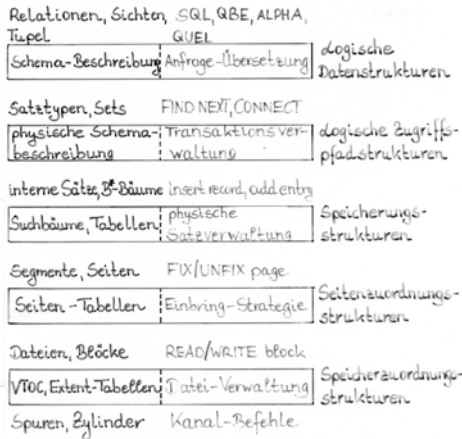 Relationen, Sichten, SQL, QBE, ALPHA,
Tupel QUEL
Schema-Beschreibung Anfrage-Übersetzung Logische
Datenstrukturen
Satztypen, Sets FIND NEXT, CONNECT
physische Schema- Transaktionsver- Logische Zugriffs-
beschreibung waltung pfadstrukturen
interne Sätze, B*-Bäume insert record, add entry
Suchbäume, Tabellen physische Speicherungs-
Satzverwaltung strukturen
Segmente, Seiten FIX/UNFIX page
Seiten-Tabellen Einbring-Strategie Seitenzuordnungs-
strukturen
Dateien, Blöcke READ/WRITE block
VTOC, Extent-Tabellen Datei-Verwaltung Speicherzuordnungs-
strukturen
Spuren, Zylinder Kanal-Befehle